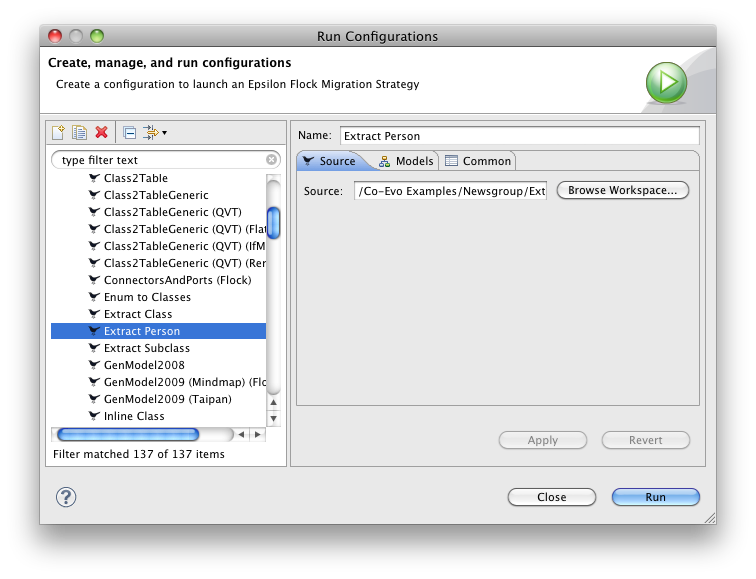 Run Configurations
Create, manage, and run configurations
Create a configuration to launch an Epsilon Flock Migration Strategy
type filter text
Class2Table
Class2TableGeneric
Class2TableGeneric (QVT)
Class2TableGeneric (QVT) (Flat
Class2TableGeneric (QVT) (IfM
Class2TableGeneric (QVT) (Rer
ConnectorsAndPorts (Flock)
Enum to Classes
Extract Class
Extract Person
Extract Subclass
GenModel2008
GenModel2009 (Mindmap) (Flo
GenModel2009 (Taipan)
Inline Class
Filter matched 137 of 137 items
Name: Extract Person
Source Models Common
Source: /Co-Evo Examples/Newsgroup/Ext Browse Workspace...
Apply Revert
? Close Run